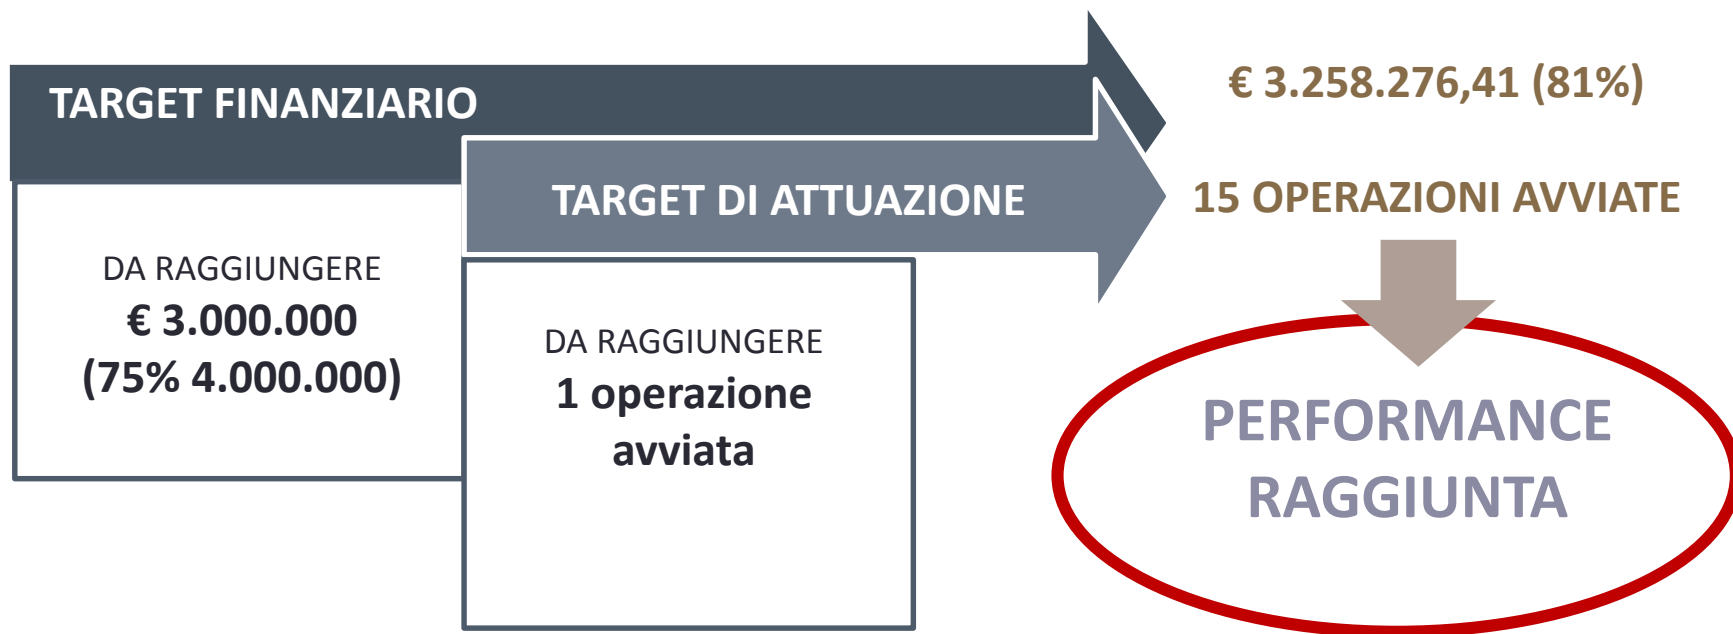 TARGET FINANZIARIO
€ 3.258.276,41 (81%)
TARGET DI ATTUAZIONE
15 OPERAZIONI AVVIATE
DA RAGGIUNGERE
€ 3.000.000
(75% 4.000.000)
DA RAGGIUNGERE
1 operazione
avviata
PERFORMANCE
RAGGIUNTA